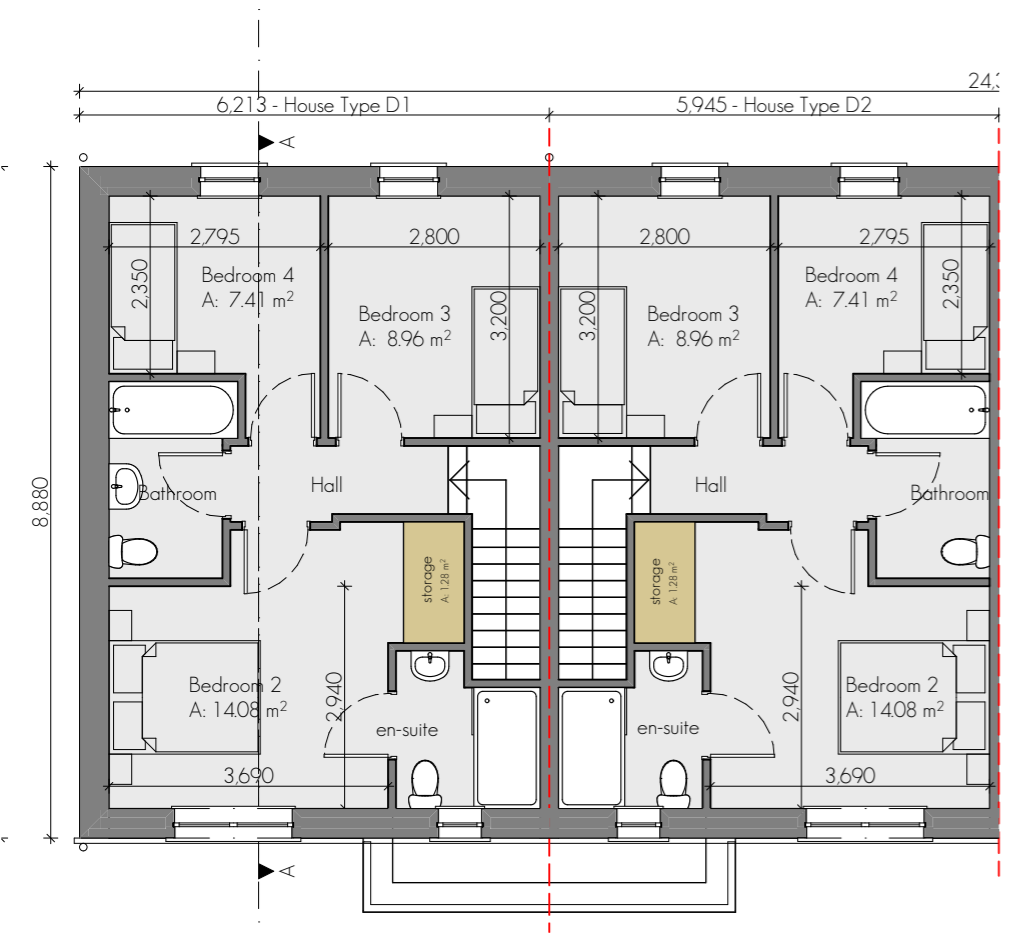 24,
6,213 - House Type D1
5,945 - House Type D2
A
8,880
2,795
2,800
2,800
2,795
2,350
Bedroom 4
A: 7.41 m²
Bedroom 3
A: 8.96 m²
3,200
3,200
Bedroom 3
A: 8.96 m²
Bedroom 4
A: 7.41 m²
2,350
Bathroom
Hall
Hall
Bathroom
storage
A: 1.28 m²
storage
A: 1.28 m²
Bedroom 2
A: 14.08 m²
2,940
en-suite
en-suite
2,940
Bedroom 2
A: 14.08 m²
3,690
3,690
A